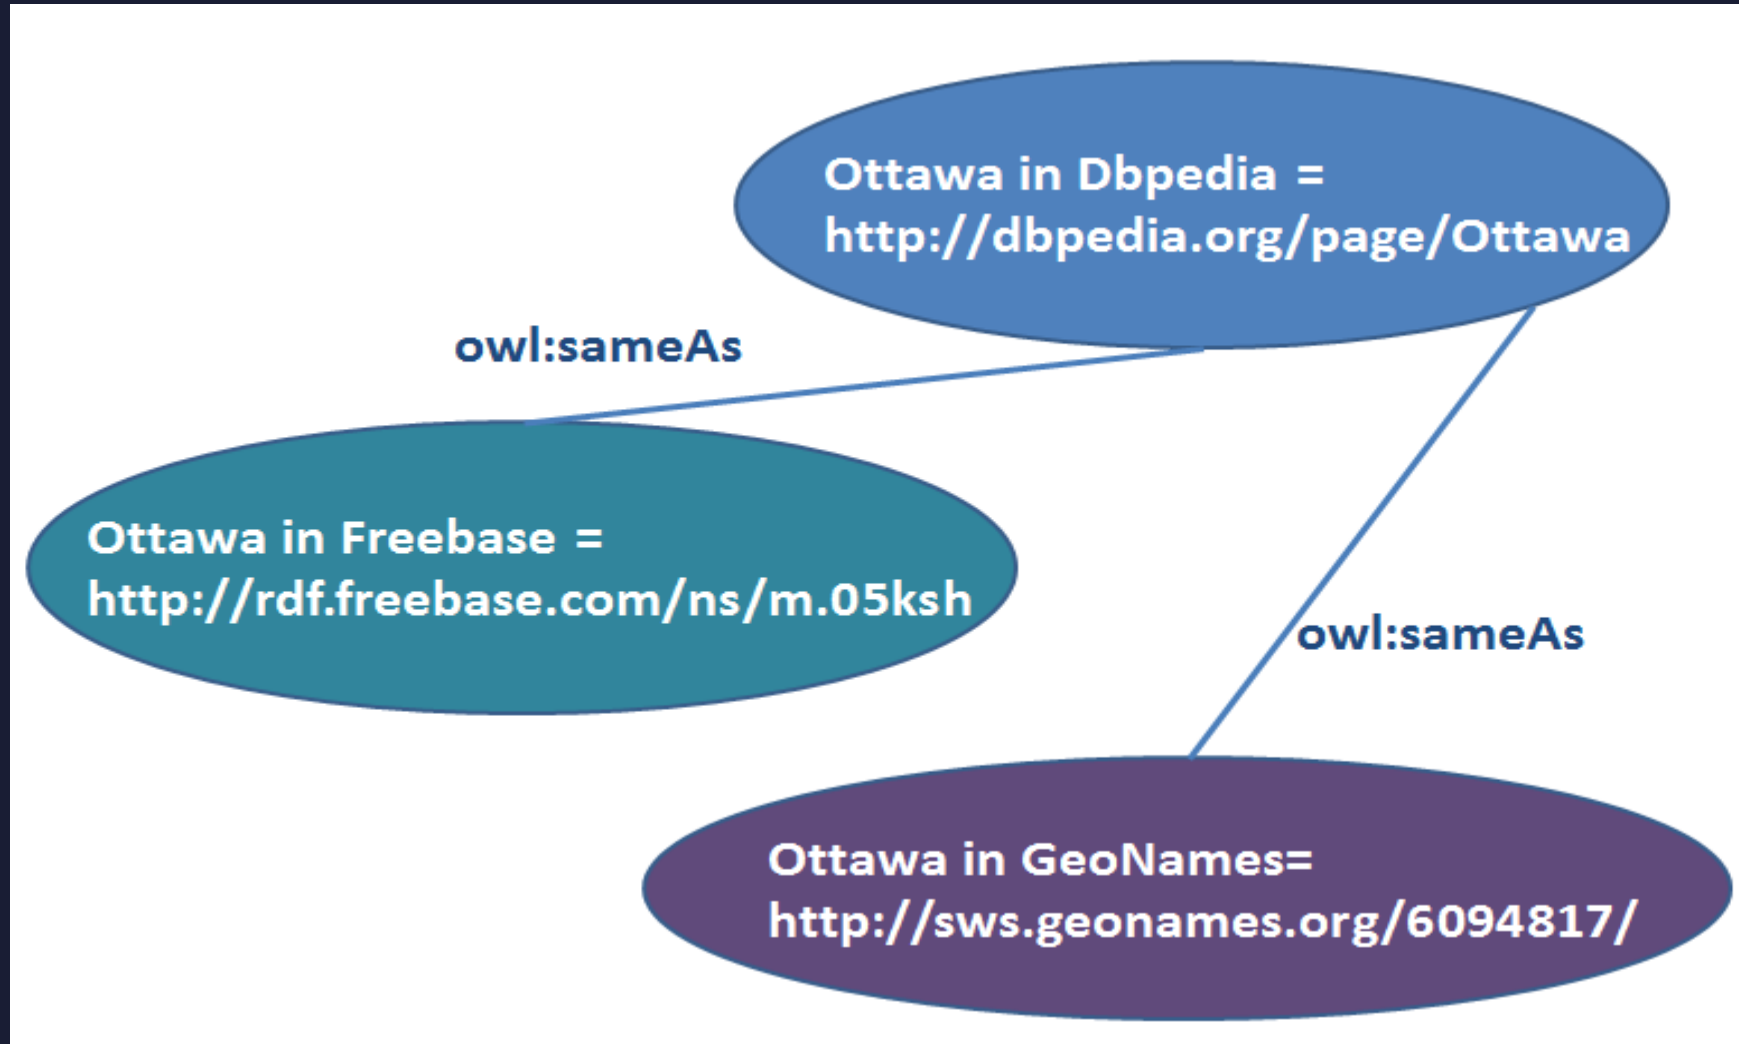 Ottawa in Dbpedia =
http://dbpedia.org/page/Ottawa
owl:sameAs
Ottawa in Freebase =
http://rdf.freebase.com/ns/m.05ksh
owl:sameAs
Ottawa in GeoNames=
http://sws.geonames.org/6094817/